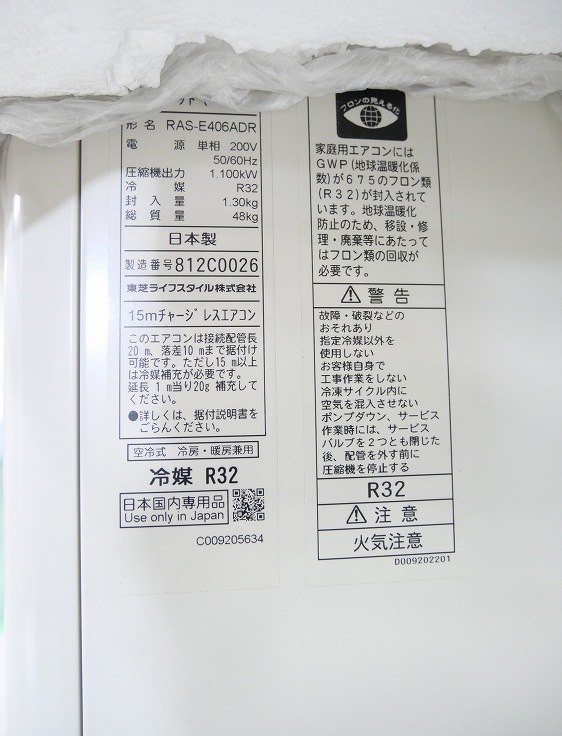 形名 RAS-E406ADR
電源 単相 200V
50/60Hz
圧縮機出力 1.100kW
冷媒 R32
封入量 1.30kg
総質量 48kg
日本製
製造番号 812C0026
東芝ライフスタイル株式会社
15mチャージレスエアコン
このエアコンは接続配管長
20 m、落差10 mまで据付け
可能です。ただし15 m以上
は冷媒補充が必要です。
延長 1 m当り20g 補充して
ください。
●詳しくは、据付説明書を
ごらんください。
空冷式 冷房・暖房兼用
冷媒 R32
日本国内専用品
Use only in Japan
C009205634
フロンの見える化
家庭用エアコンには
GWP(地球温暖化係
数)が675のフロン類
(R32)が封入されて
います。地球温暖化
防止のため、移設・修
理・廃棄等にあたって
はフロン類の回収が
必要です。
警告
故障・破裂などの
おそれあり
指定冷媒以外を
使用しない
お客様自身で
工事作業をしない
冷凍サイクル内に
空気を混入させない
ポンプダウン、サービス
作業時には、サービス
バルブを2つとも閉じた
後、配管を外す前に
圧縮機を停止する
R32
注意
火気注意
D009202201